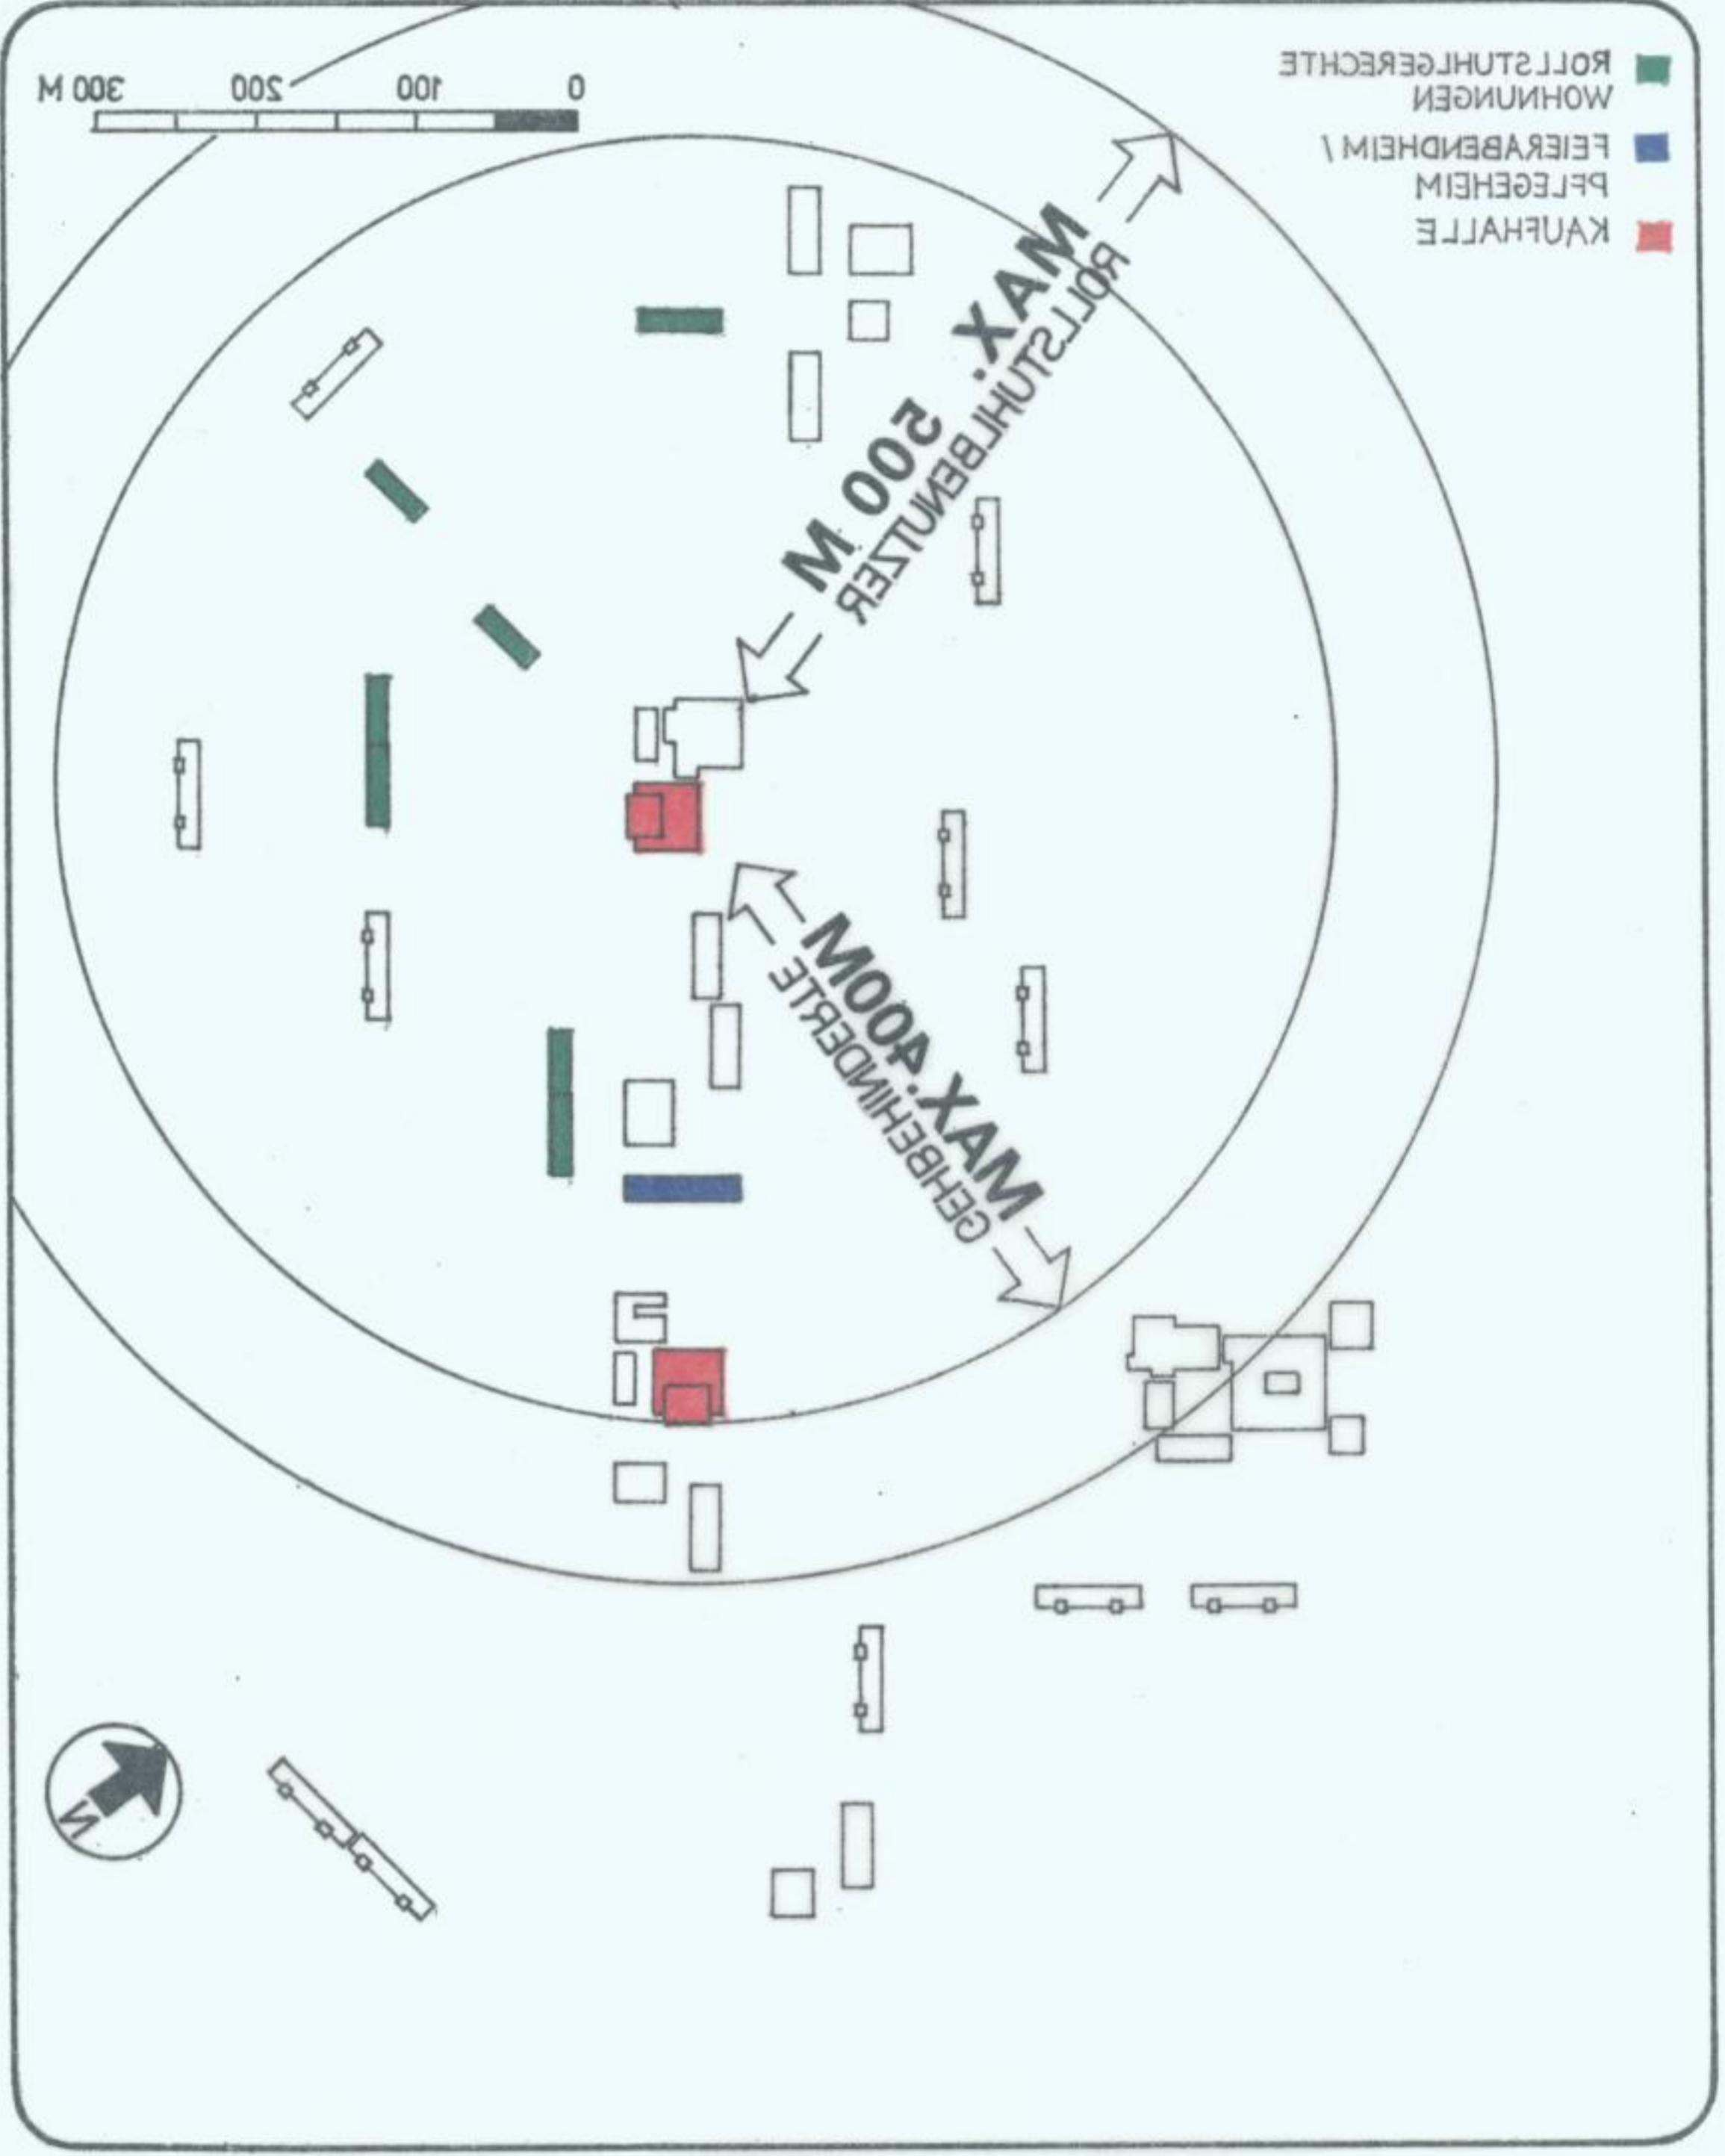 ROLLSTUHLGERECHTE
WOHNUNGEN
FEIERABENDHEIM /
PFLEGEHEIM
KAUFHALLE
0 100 200 300 M
MAX. 500 M
ROLLSTUHLBENUTZER
MAX. 400M
GEHBEHINDERTE
N